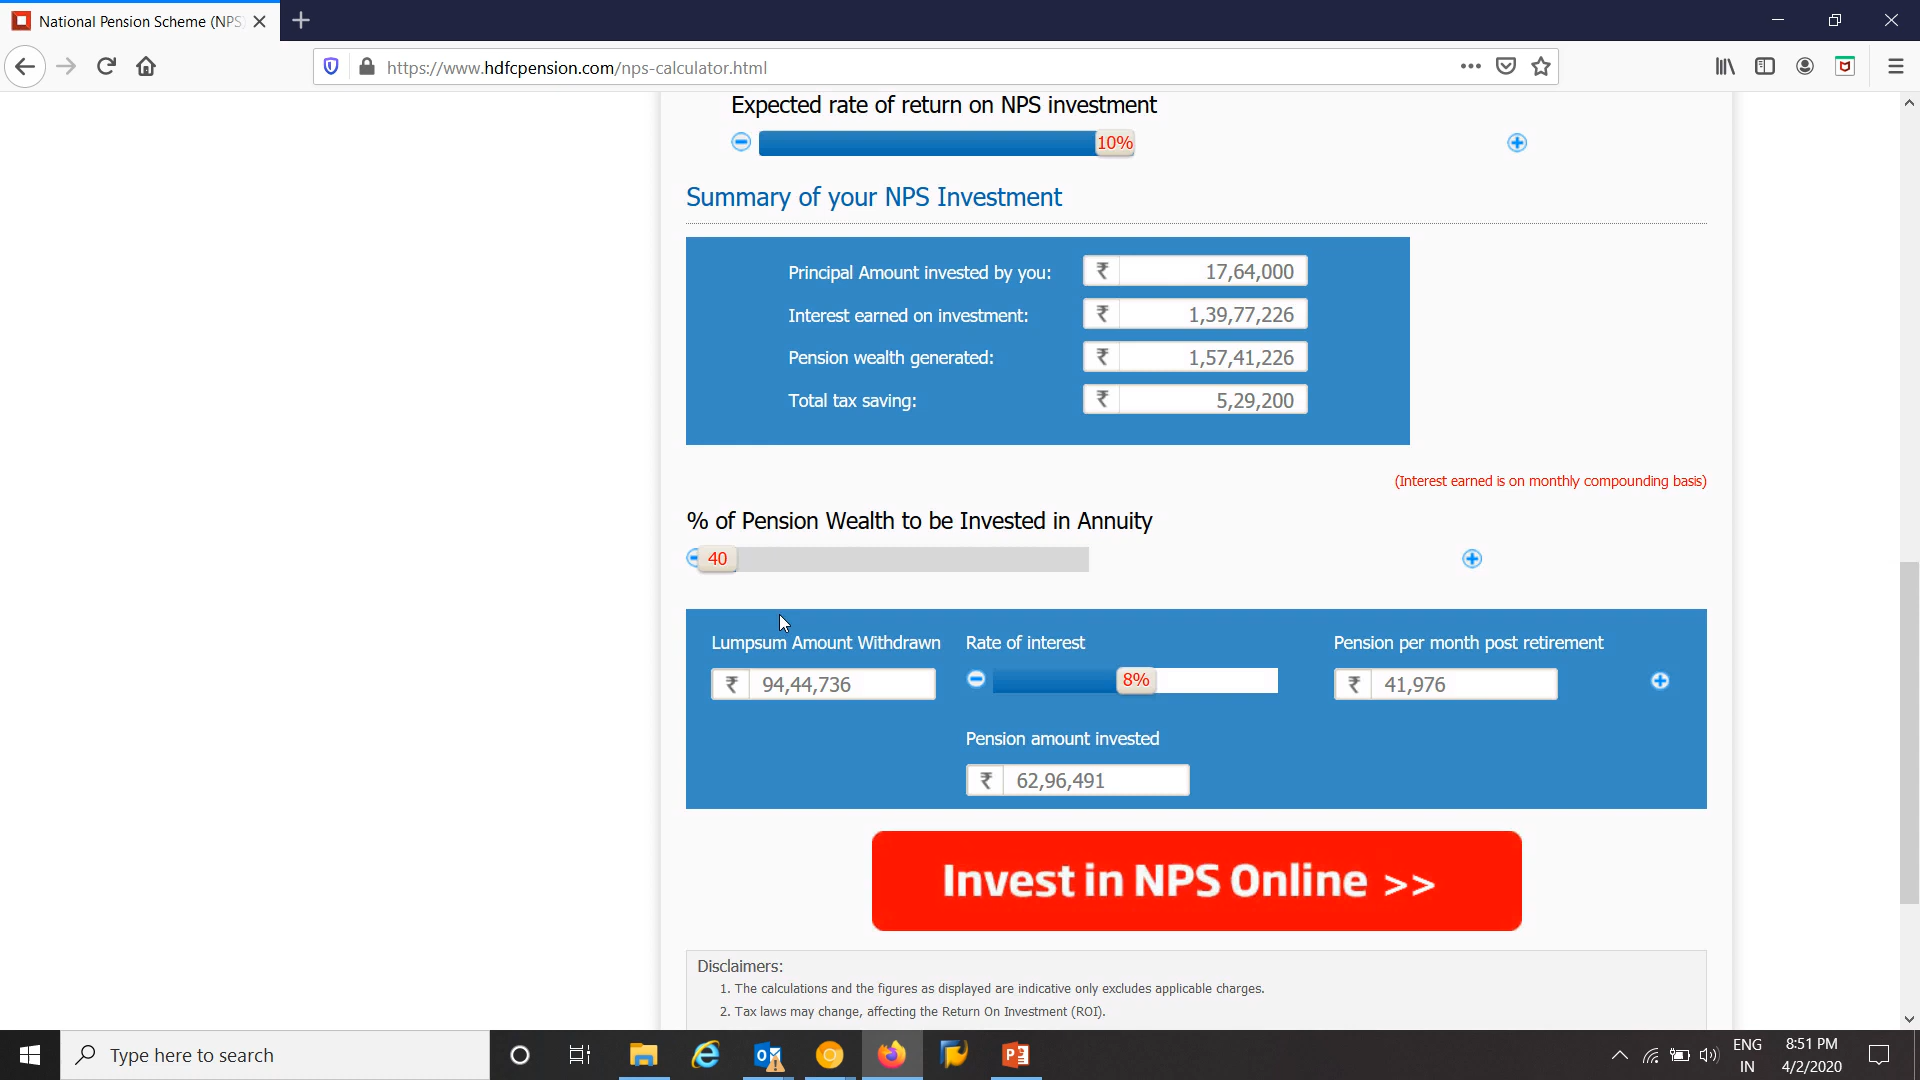 National Pension Scheme (NPS)
https://www.hdfcpension.com/nps-calculator.html
Expected rate of return on NPS investment
10%
Summary of your NPS Investment
Principal Amount invested by you: ₹ 17,64,000
Interest earned on investment: ₹ 1,39,77,226
Pension wealth generated: ₹ 1,57,41,226
Total tax saving: ₹ 5,29,200
(Interest earned is on monthly compounding basis)
% of Pension Wealth to be Invested in Annuity
40
Lumpsum Amount Withdrawn Rate of interest Pension per month post retirement
₹ 94,44,736 8% ₹ 41,976
Pension amount invested
₹ 62,96,491
Invest in NPS Online >>
Disclaimers:
1. The calculations and the figures as displayed are indicative only excludes applicable charges.
2. Tax laws may change, affecting the Return On Investment (ROI).
Type here to search
ENG
IN
8:51 PM
4/2/2020